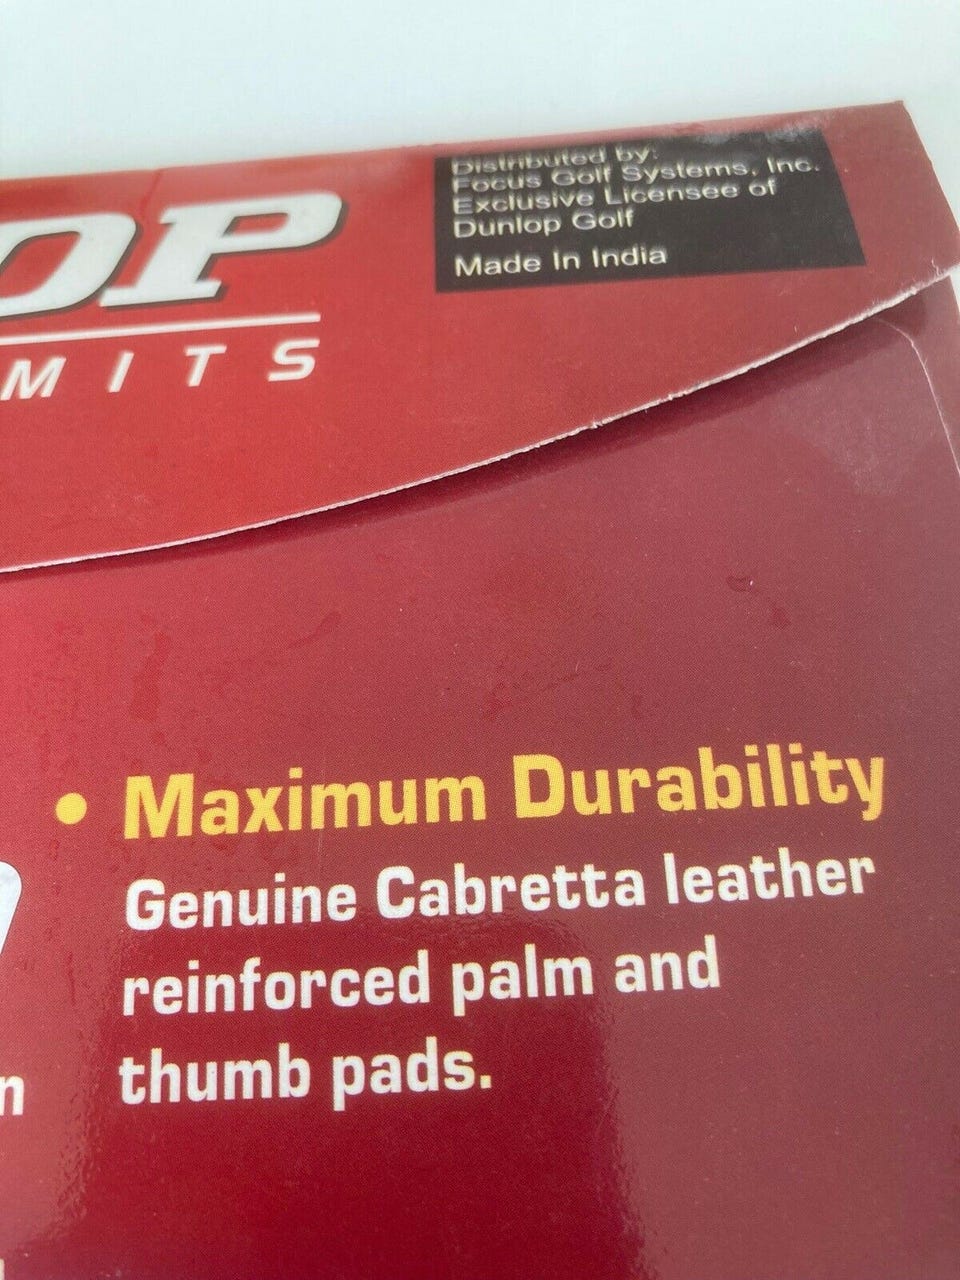 OP
MITS
Distributed by:
Focus Golf Systems, Inc.
Exclusive Licensee of
Dunlop Golf
Made In India
• Maximum Durability
Genuine Cabretta leather
reinforced palm and
thumb pads.
n